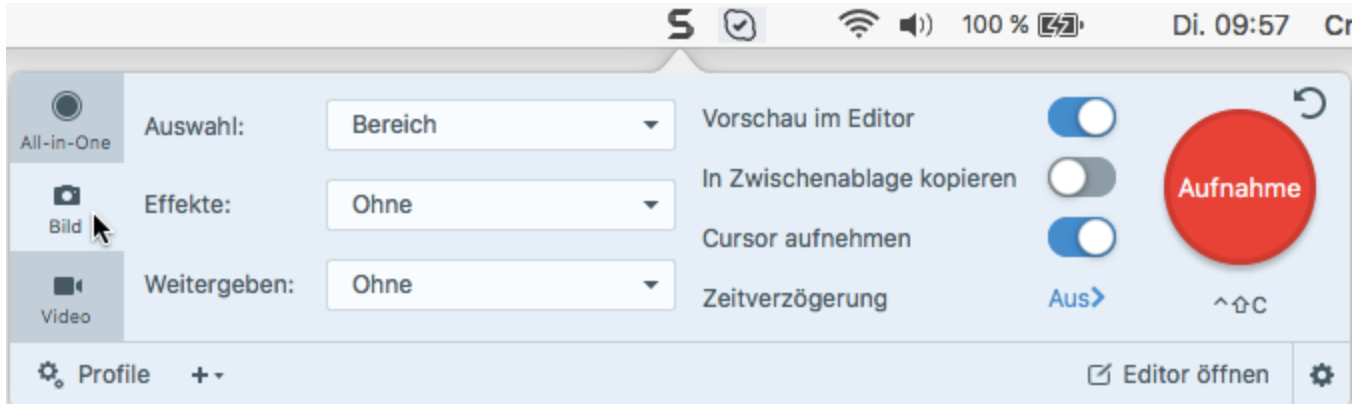 100 % Di. 09:57 Cr
All-in-One
Bild
Video
Auswahl: Bereich
Effekte: Ohne
Weitergeben: Ohne
Vorschau im Editor
In Zwischenablage kopieren
Cursor aufnehmen
Zeitverzögerung Aus>
Aufnahme
^⇧C
Profile + Editor öffnen